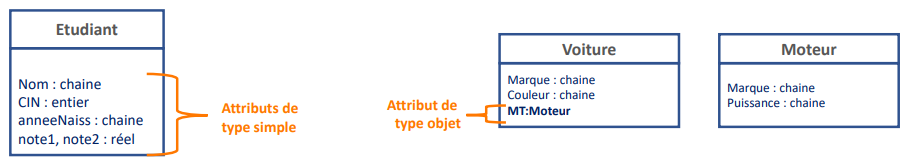 Etudiant
Nom : chaine
CIN : entier
anneeNaiss : chaine
note1, note2 : réel
Attributs de
type simple
Voiture
Marque : chaine
Couleur : chaine
MT:Moteur
Attribut de
type objet
Moteur
Marque : chaine
Puissance : chaine